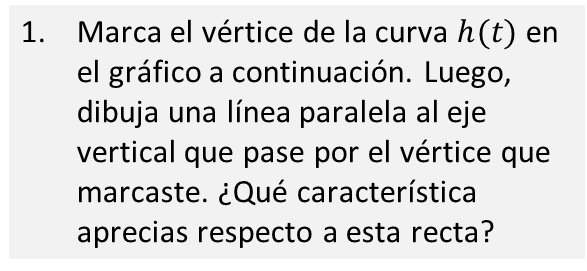 1. Marca el vértice de la curva h(t) en
el gráfico a continuación. Luego,
dibuja una línea paralela al eje
vertical que pase por el vértice que
marcaste. ¿Qué característica
aprecias respecto a esta recta?